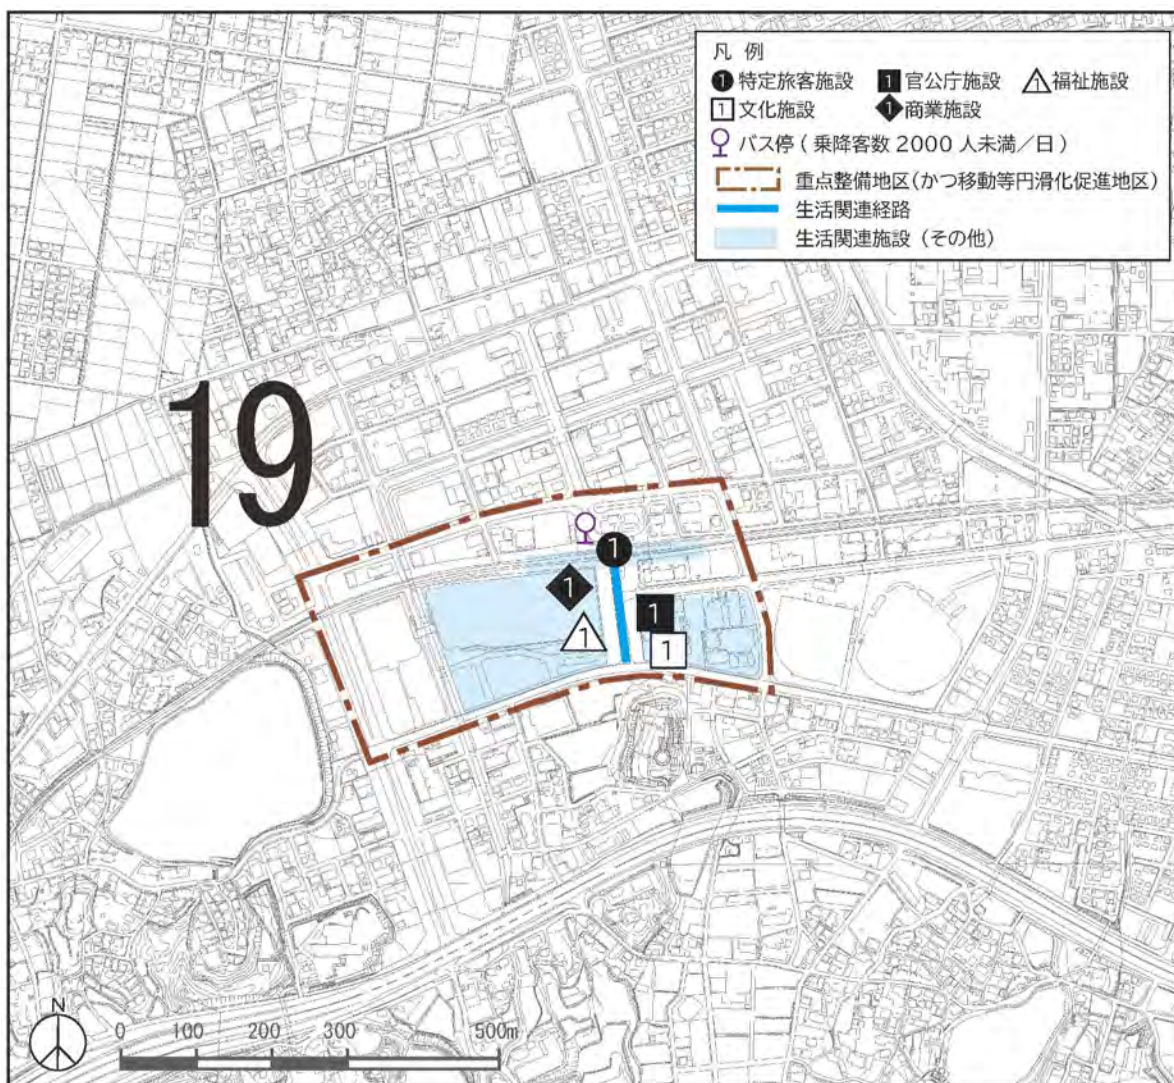 凡 例
1 特定旅客施設 1 官公庁施設 1 福祉施設
1 文化施設 1 商業施設
バス停 ( 乗降客数 2000 人未満／日 )
重点整備地区(かつ移動等円滑化促進地区)
生活関連経路
生活関連施設 (その他)
19
1
1
1
1
1
N
0 100 200 300 500m